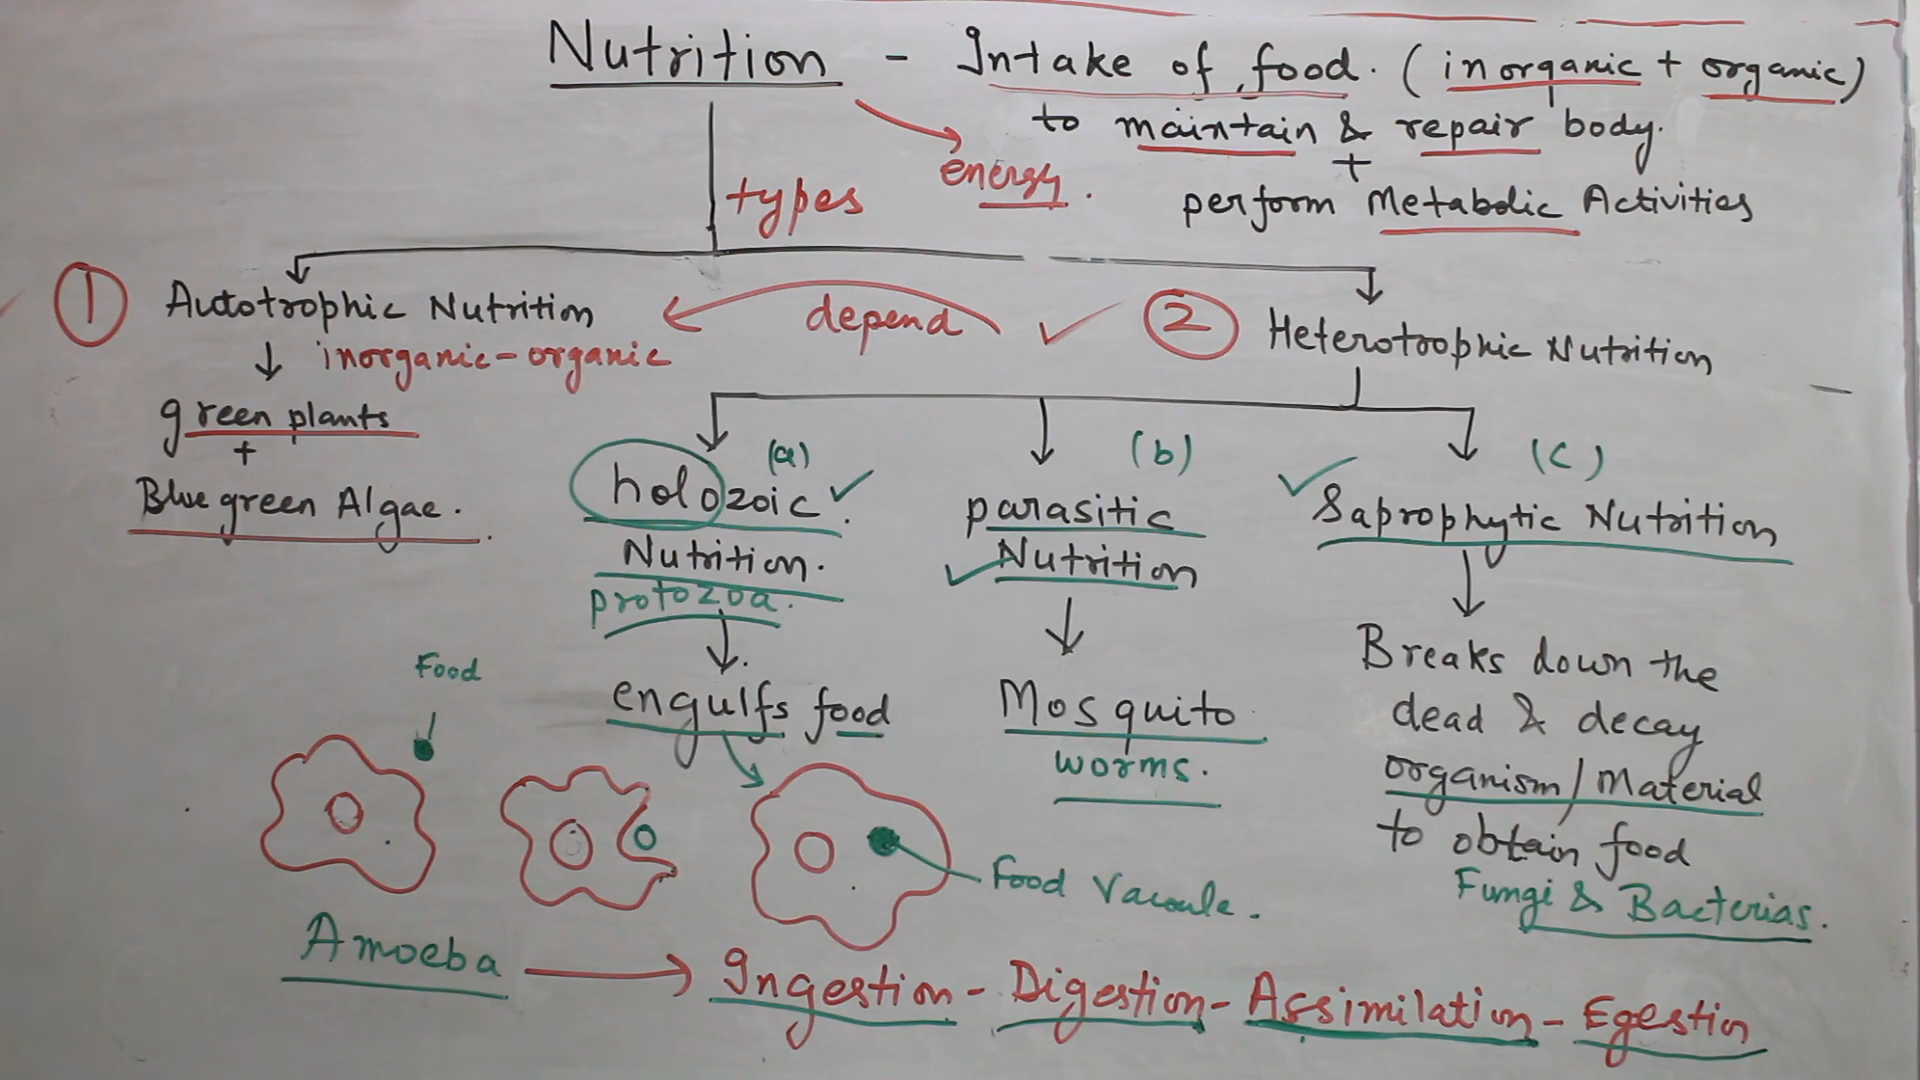 Nutrition - Intake of food. (inorganic + organic)
to maintain & repair body.
+
energy.
perform Metabolic Activities
types
1 Autotrophic Nutrition
depend
2 Heterotrophic Nutrition
inorganic-organic
green plants
+
Blue green Algae.
(a)
holozoic
Nutrition.
protozoa.
engulfs food
(b)
parasitic
Nutrition
Mosquito
worms.
(c)
Saprophytic Nutrition
Breaks down the
dead & decay
organism/Material
to obtain food
Fungi & Bacterias.
Food
Food Vacoule.
Amoeba
Ingestion - Digestion - Assimilation - Egestion